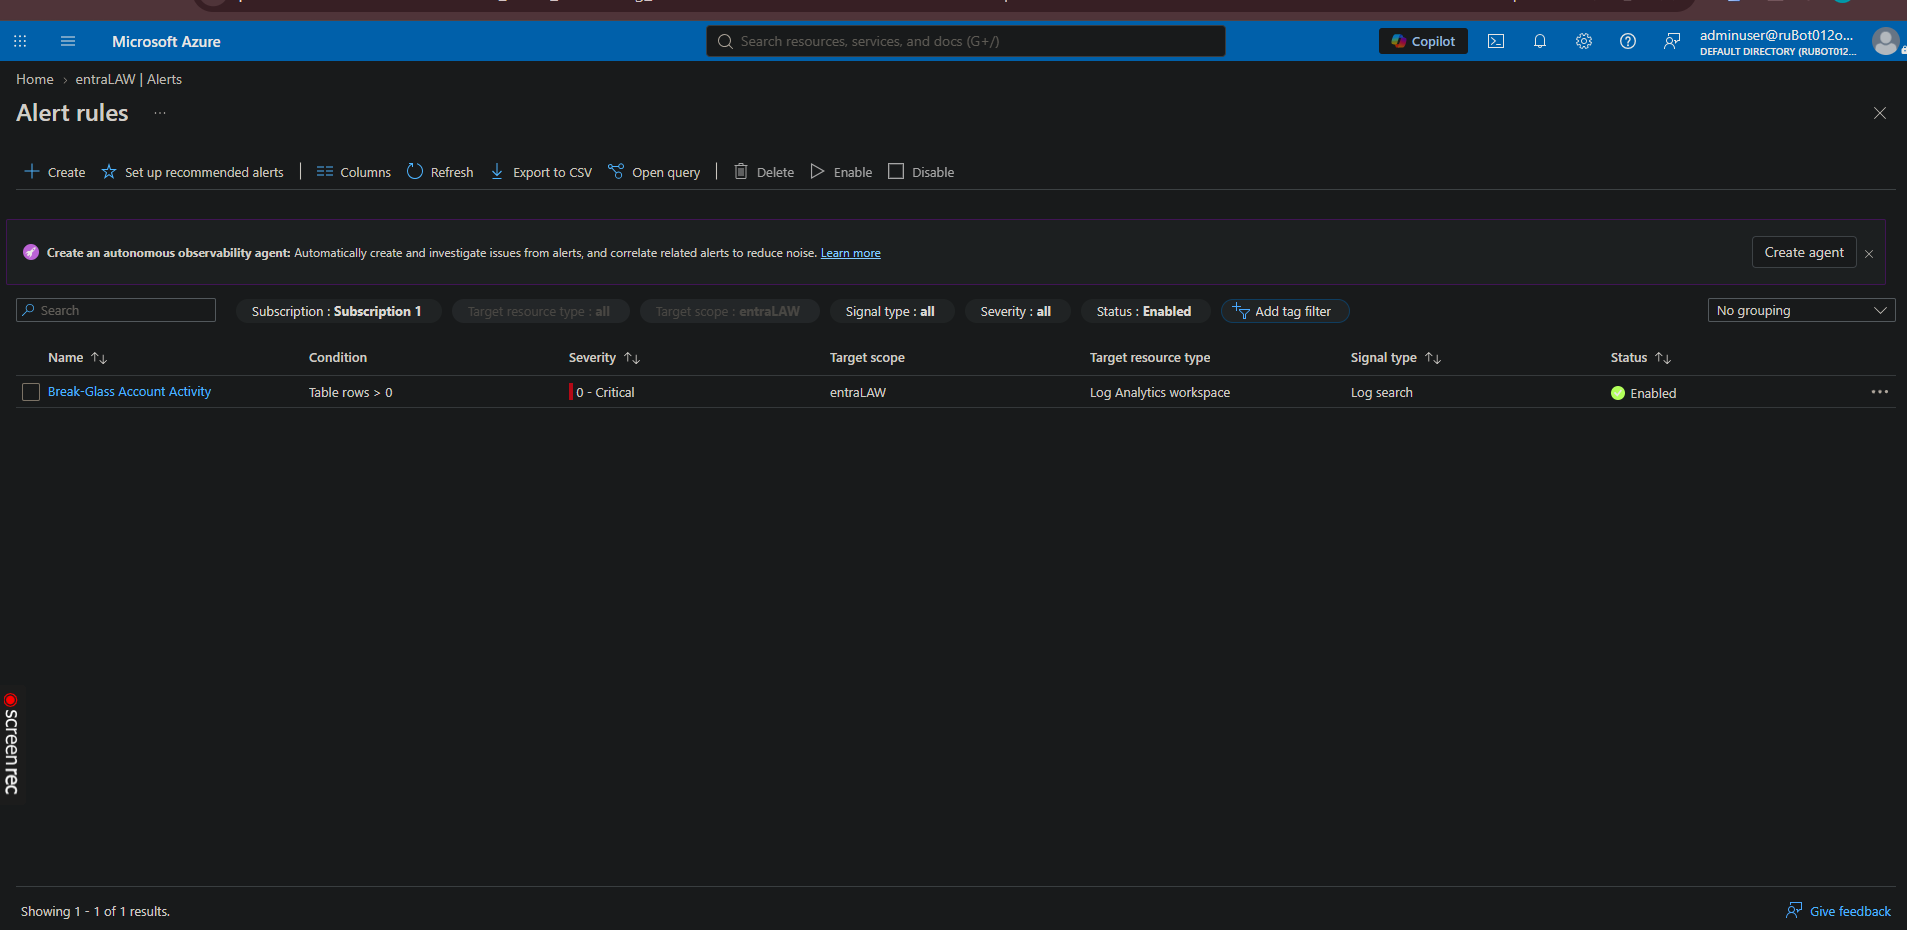 Microsoft Azure
Search resources, services, and docs (G+/)
Copilot
adminuser@ruBot012o...
DEFAULT DIRECTORY (RUBOT012...
Home > entraLAW | Alerts
Alert rules ...
Create Set up recommended alerts Columns Refresh Export to CSV Open query Delete Enable Disable
Create an autonomous observability agent: Automatically create and investigate issues from alerts, and correlate related alerts to reduce noise. Learn more Create agent
Search Subscription : Subscription 1 Target resource type : all Target scope : entraLAW Signal type : all Severity : all Status : Enabled Add tag filter No grouping
Name Condition Severity Target scope Target resource type Signal type Status
Break-Glass Account Activity Table rows > 0 0 - Critical entraLAW Log Analytics workspace Log search Enabled
screenrec
Showing 1 - 1 of 1 results. Give feedback